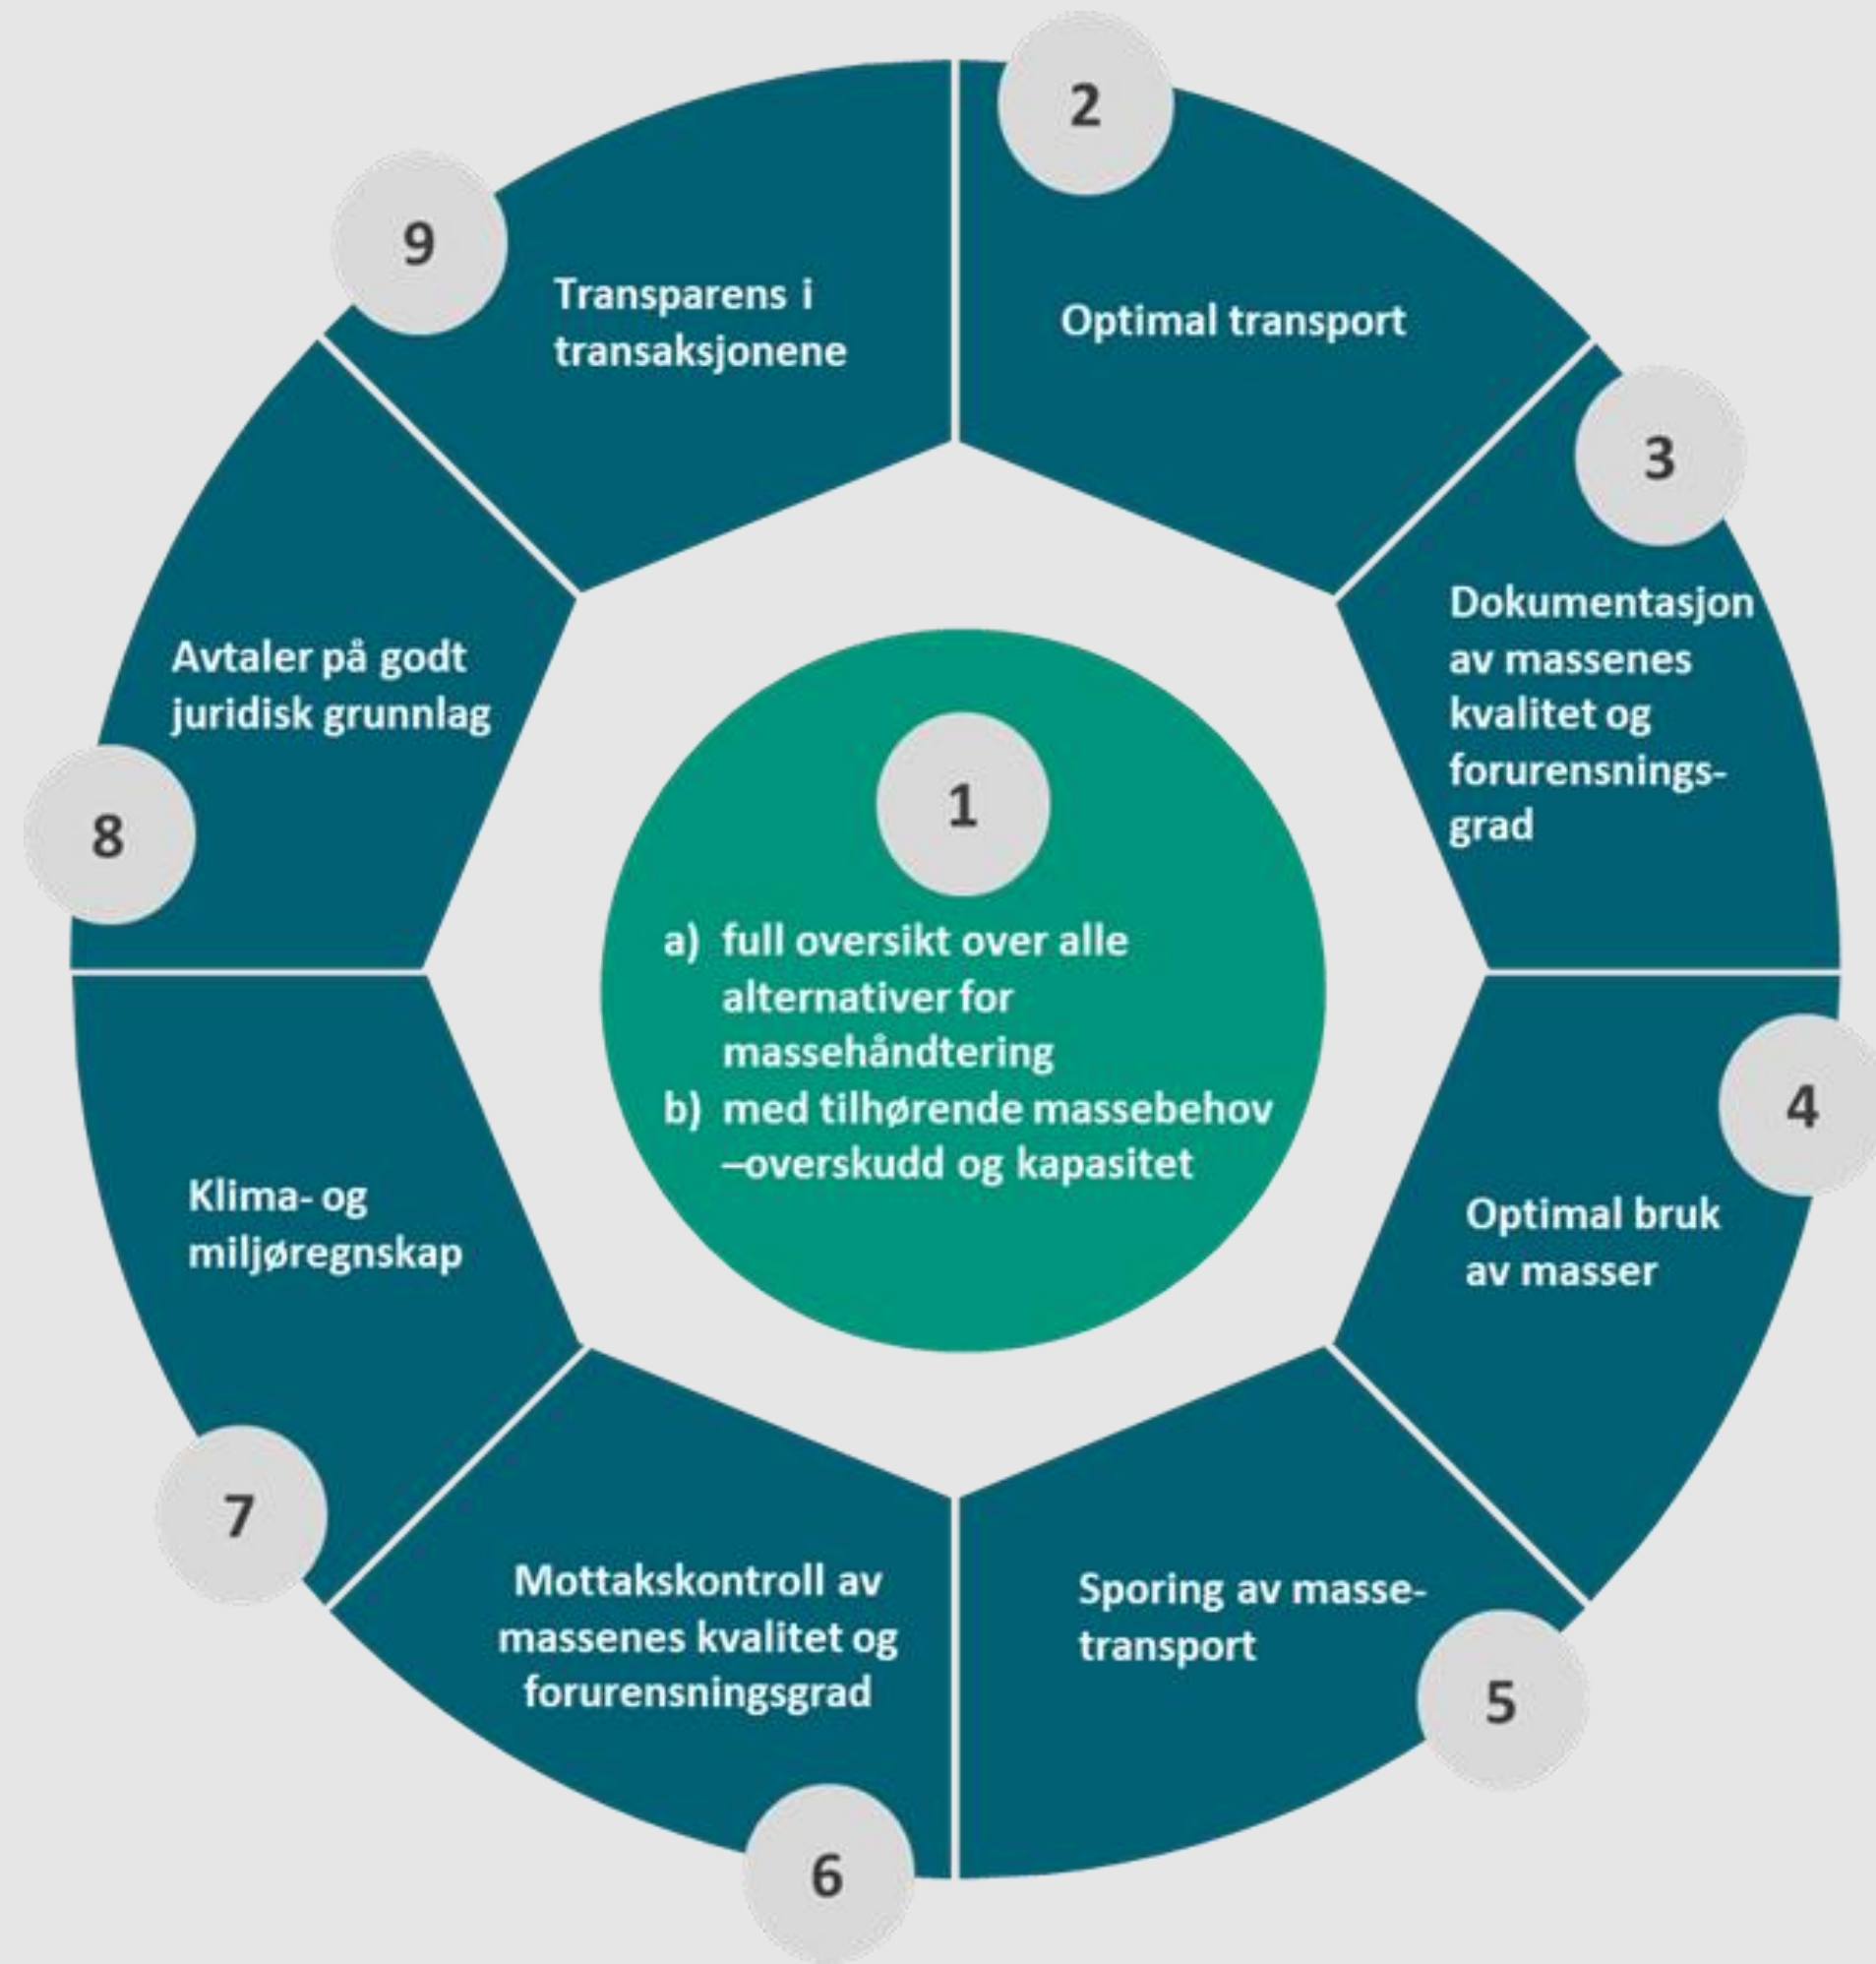 1
a) full oversikt over alle
alternativer for
massehåndtering
b) med tilhørende massebehov
–overskudd og kapasitet
2
Optimal transport
3
Dokumentasjon
av massenes
kvalitet og
forurensnings-
grad
4
Optimal bruk
av masser
5
Sporing av masse-
transport
6
Mottakskontroll av
massenes kvalitet og
forurensningsgrad
7
Klima- og
miljøregnskap
8
Avtaler på godt
juridisk grunnlag
9
Transparens i
transaksjonene